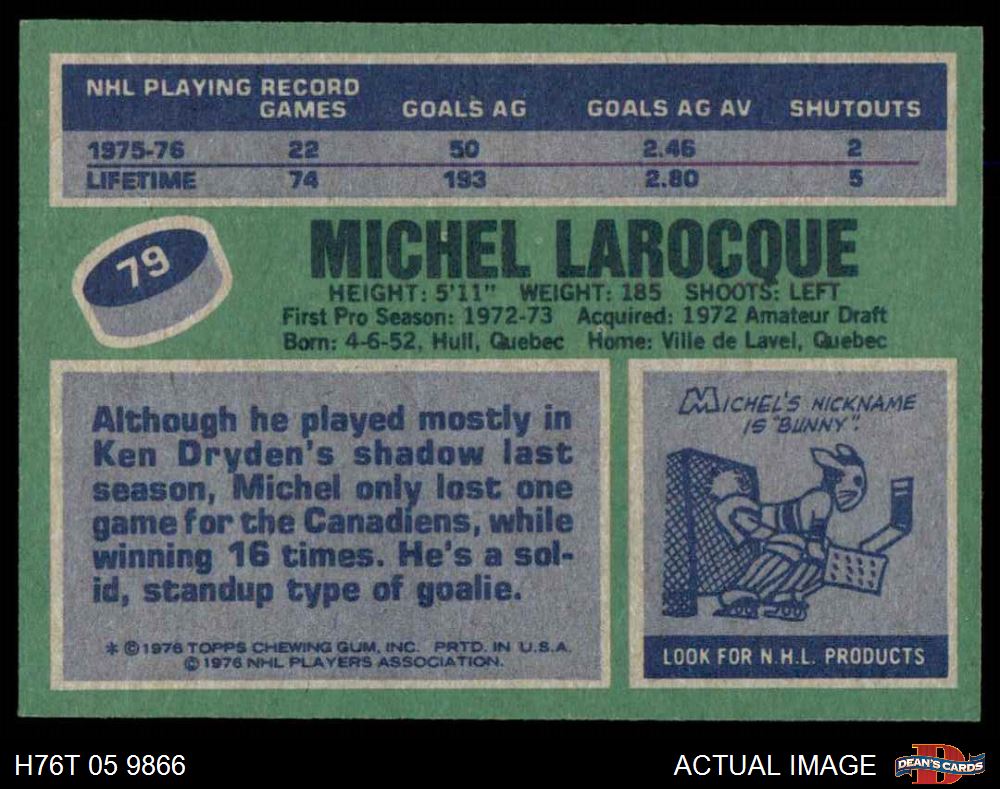 NHL PLAYING RECORD
GAMES GOALS AG GOALS AG AV SHUTOUTS
1975-76 22 50 2.46 2
LIFETIME 74 193 2.80 5
79
MICHEL LAROCQUE
HEIGHT: 5'11" WEIGHT: 185 SHOOTS: LEFT
First Pro Season: 1972-73 Acquired: 1972 Amateur Draft
Born: 4-6-52, Hull, Quebec Home: Ville de Lavel, Quebec
Although he played mostly in
Ken Dryden's shadow last
season, Michel only lost one
game for the Canadiens, while
winning 16 times. He's a sol-
id, standup type of goalie.
* © 1976 TOPPS CHEWING GUM, INC. PRTD. IN U.S.A.
© 1976 NHL PLAYERS ASSOCIATION.
MICHEL'S NICKNAME
IS "BUNNY".
LOOK FOR N.H.L. PRODUCTS
H76T 05 9866
ACTUAL IMAGE
D
DEAN'S CARDS